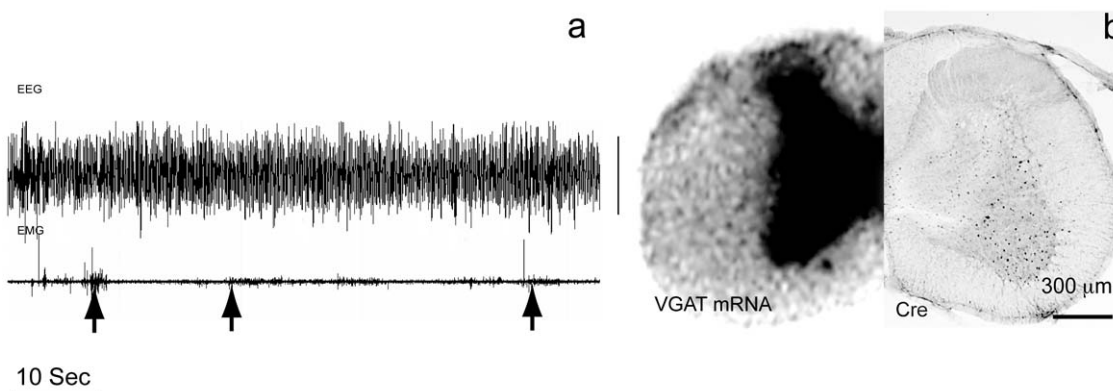 a
EEG
EMG
10 Sec
b
VGAT mRNA
Cre
300 μm